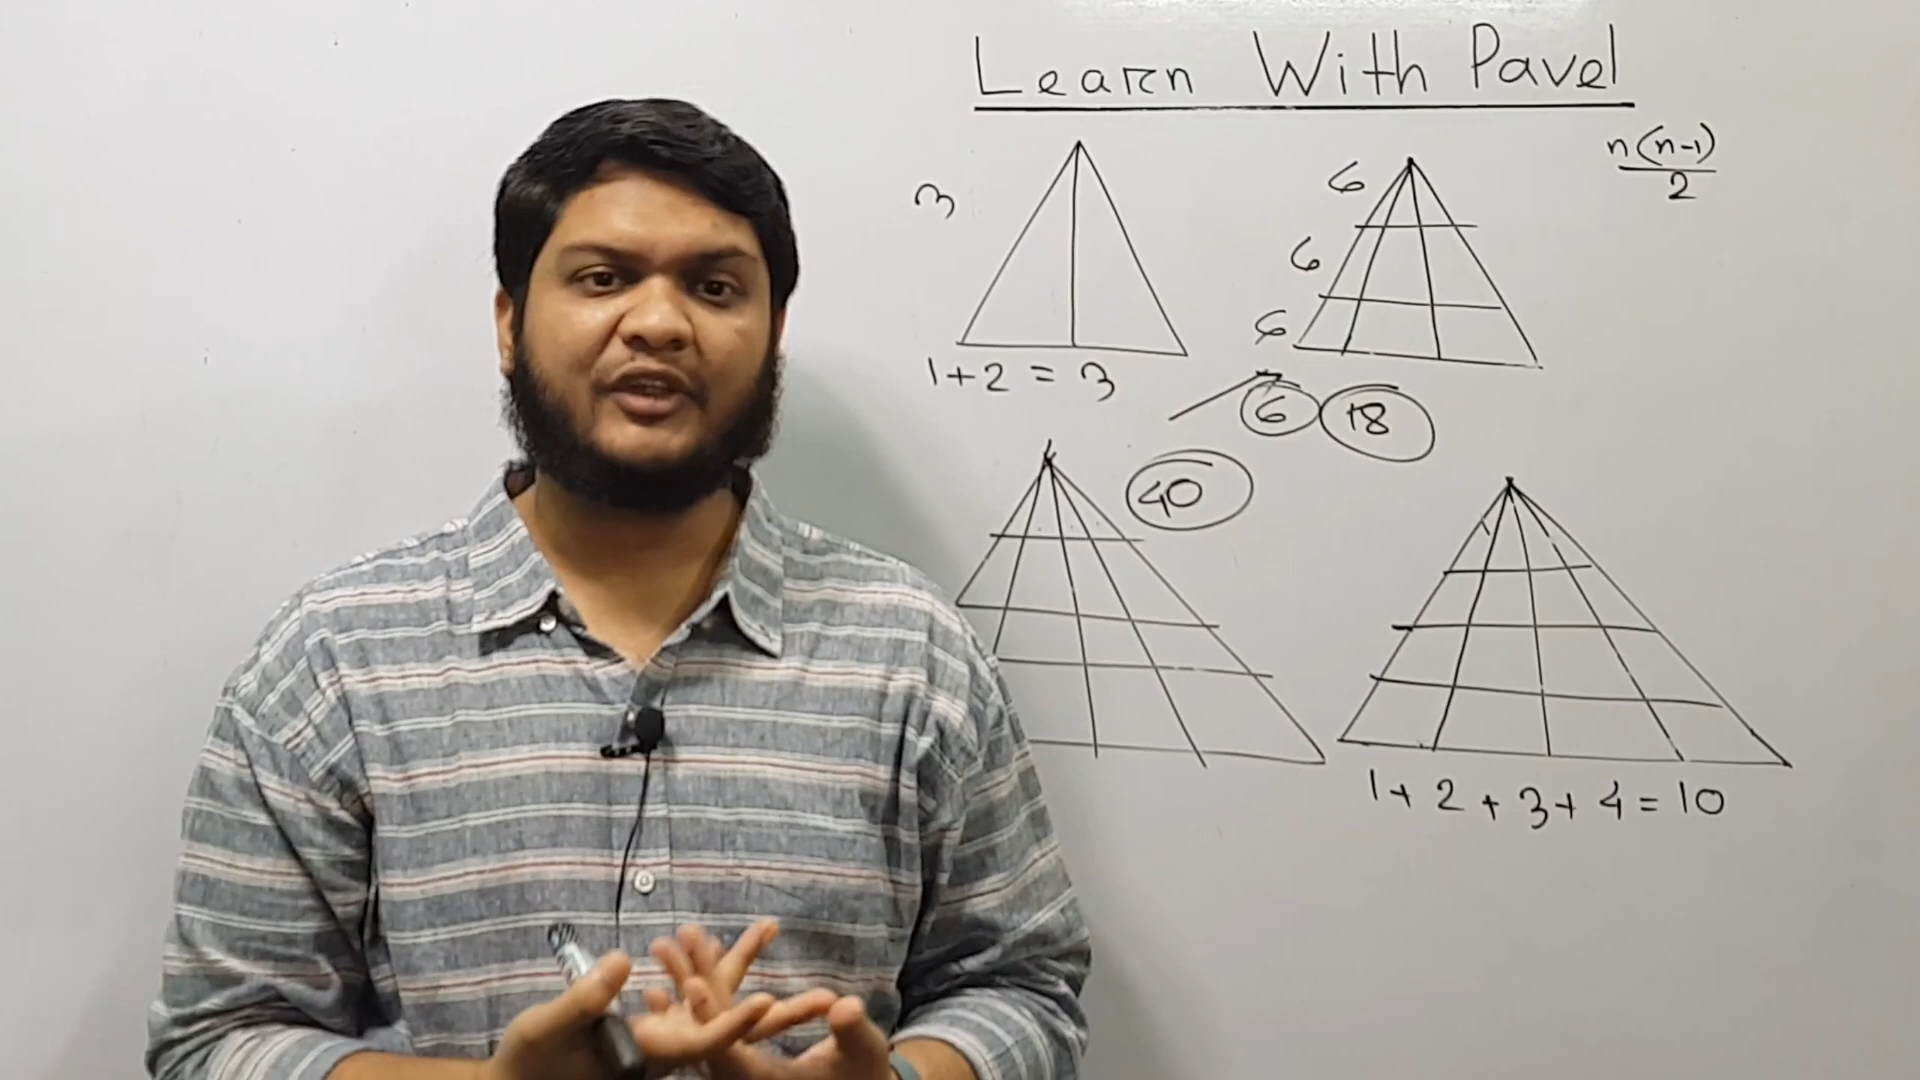 Learn With Pavel
n(n-1)
2
3
1+2 = 3
6
6
6
6
18
40
1+ 2 + 3+ 4 = 10